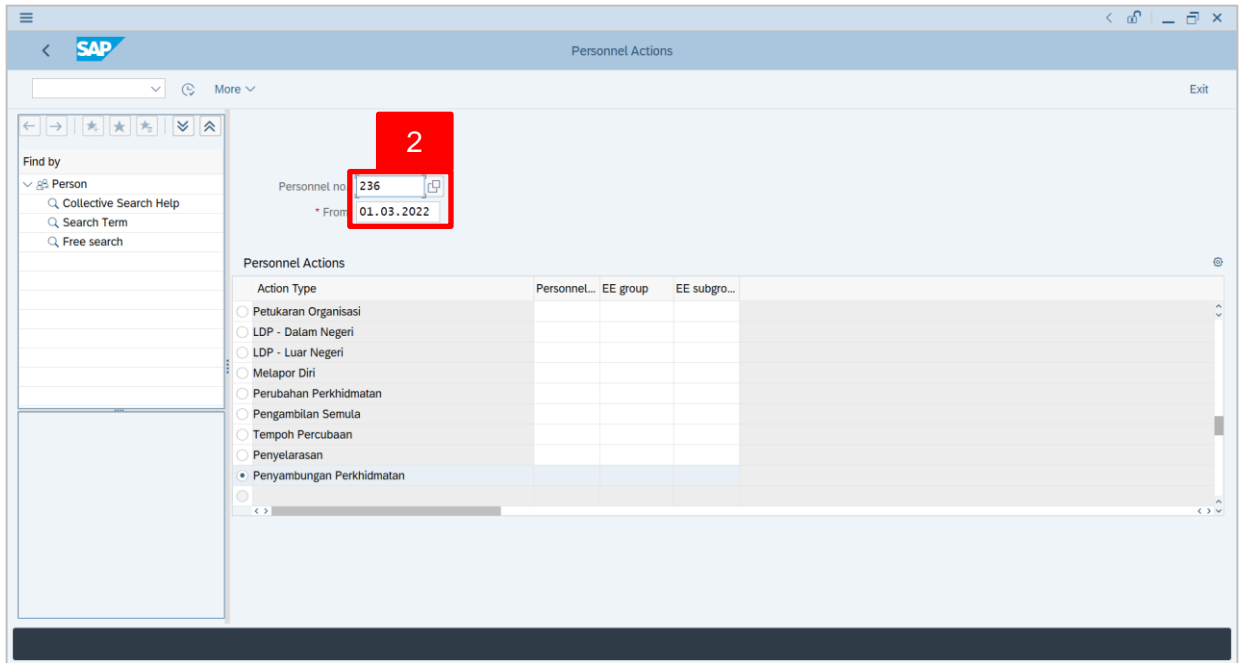 SAP
Personnel Actions
More
Exit
2
Find by
Person
Collective Search Help
Search Term
Free search
Personnel no. 236
* From 01.03.2022
Personnel Actions
Action Type Personnel... EE group EE subgro...
Petukaran Organisasi
LDP - Dalam Negeri
LDP - Luar Negeri
Melapor Diri
Perubahan Perkhidmatan
Pengambilan Semula
Tempoh Percubaan
Penyelarasan
Penyambungan Perkhidmatan